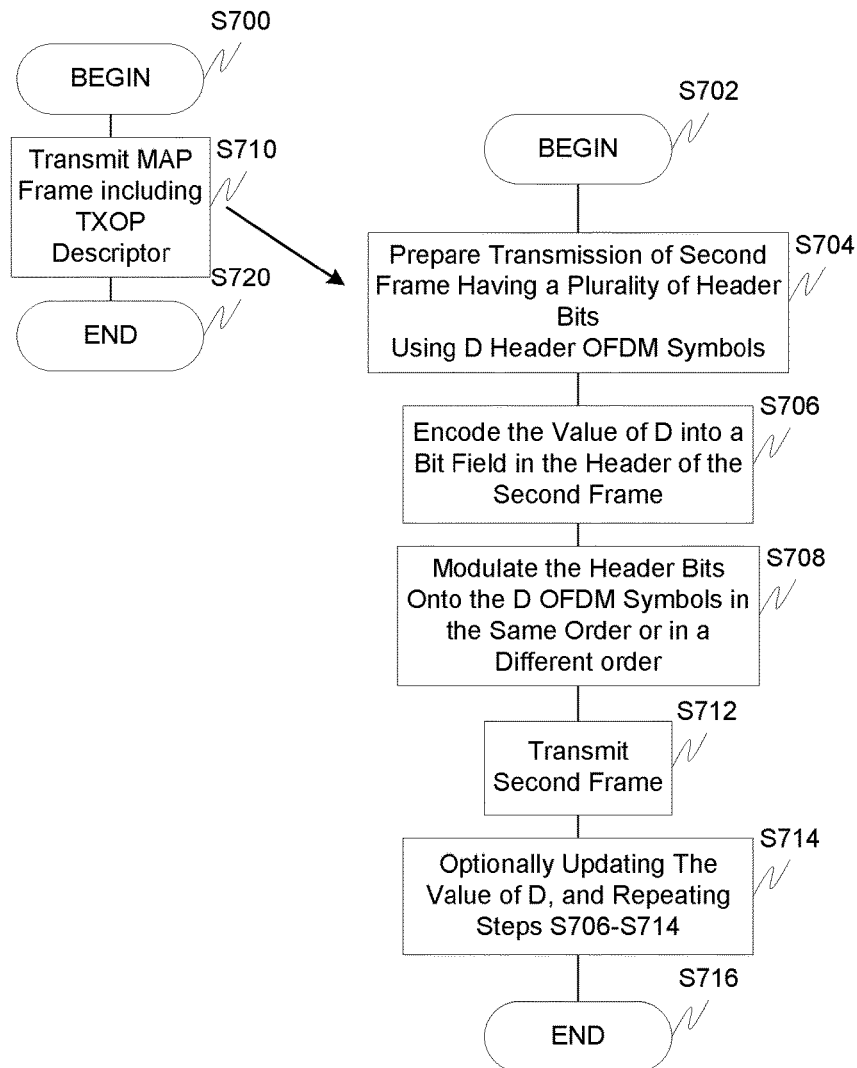 S700
BEGIN
S710
Transmit MAP
Frame including
TXOP
Descriptor
S720
END
S702
BEGIN
S704
Prepare Transmission of Second
Frame Having a Plurality of Header
Bits
Using D Header OFDM Symbols
S706
Encode the Value of D into a
Bit Field in the Header of the
Second Frame
S708
Modulate the Header Bits
Onto the D OFDM Symbols in
the Same Order or in a
Different order
S712
Transmit
Second Frame
S714
Optionally Updating The
Value of D, and Repeating
Steps S706-S714
S716
END